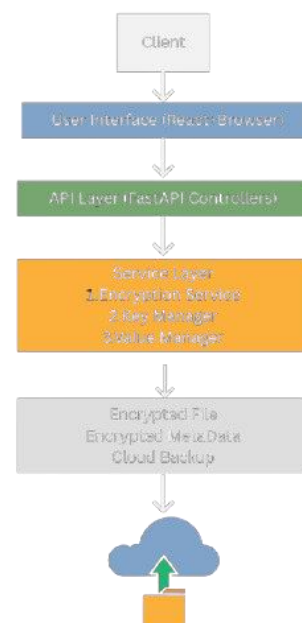 Client
User Interface (React-Browser)
API Layer (FastAPI Controllers)
Service Layer
1.Encryption Service
2.Key Manager
3.Value Manager
Encrypted File
Encrypted MetaData
Cloud Backup